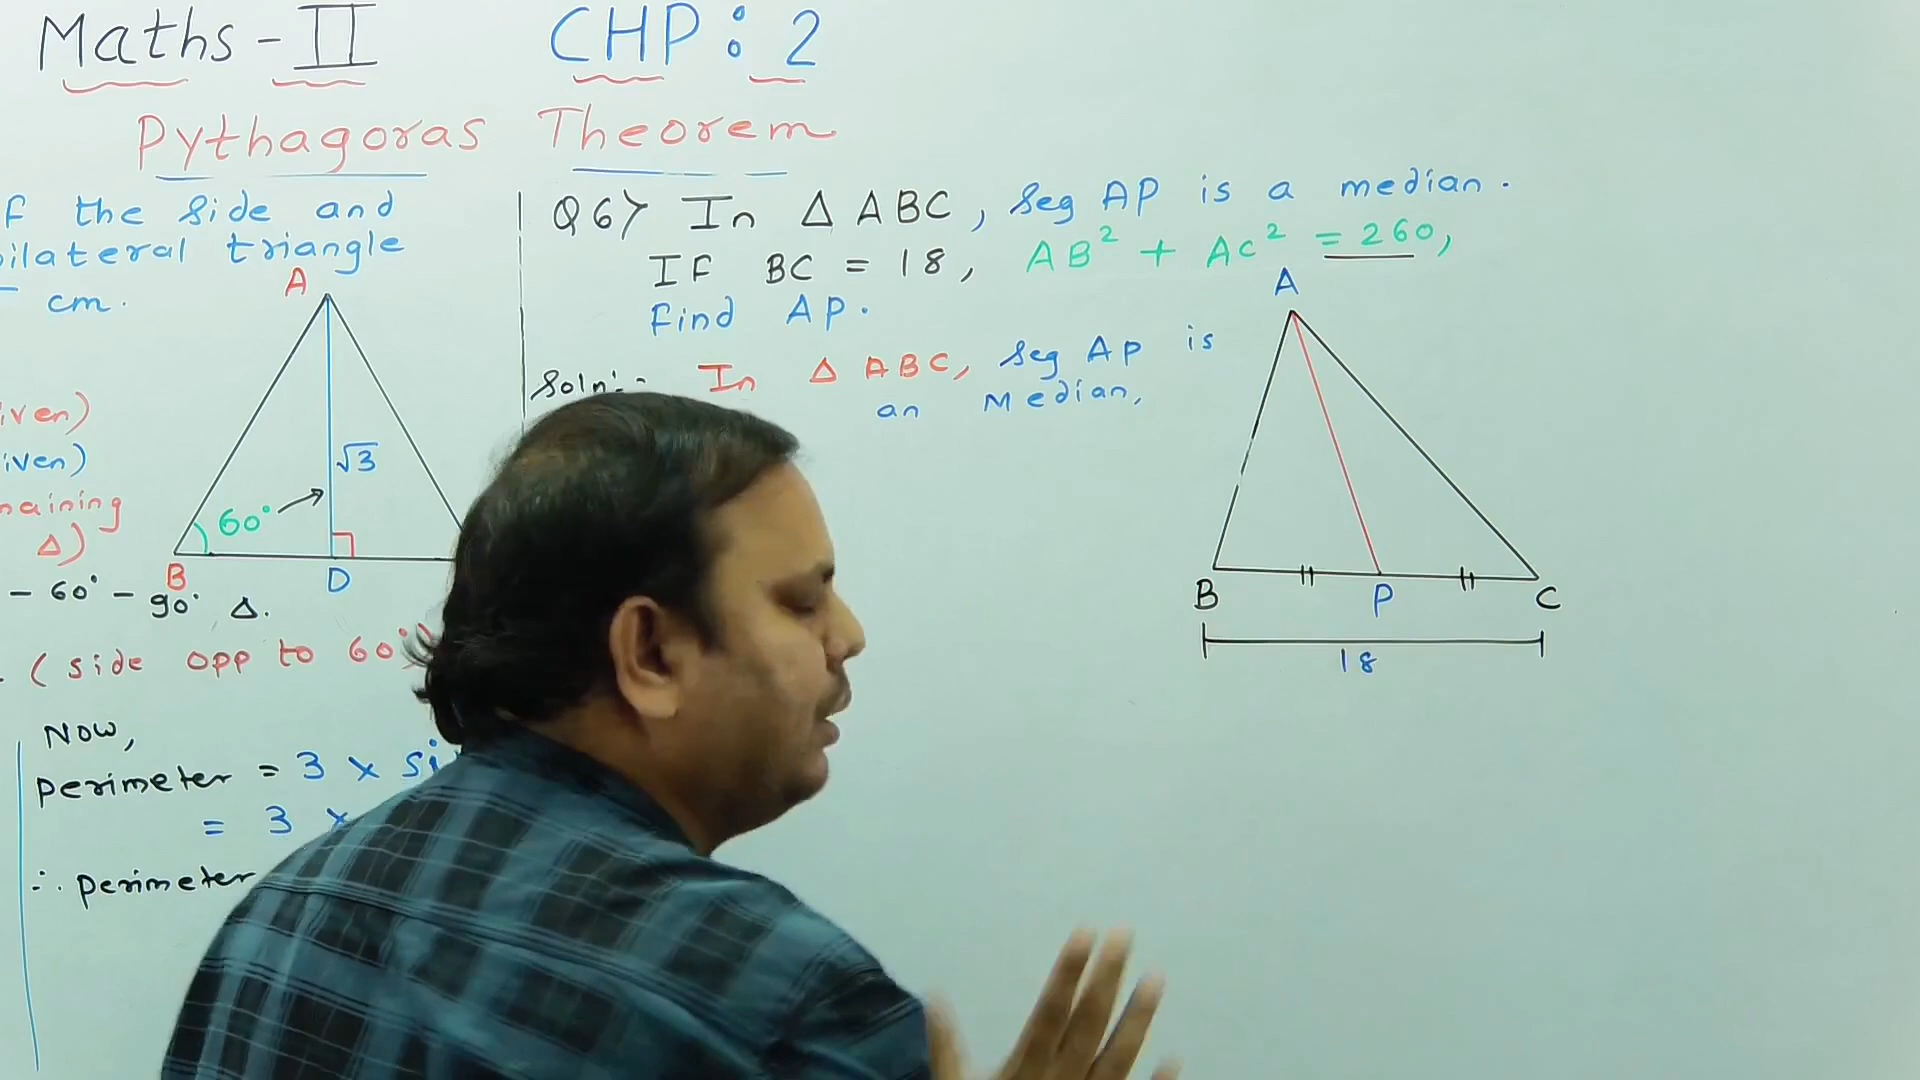 Maths - II CHP : 2
Pythagoras Theorem
of the side and
triangle
cm.
A
√3
60°
B D
- 60° - 90° Δ.
(side opp to 60°)
Now,
perimeter = 3 ×
= 3 ×
∴ perimeter
Q6> In Δ ABC, seg AP is a median.
If BC = 18, AB² + AC² = 260,
Find AP.
Soln:- In Δ ABC, seg AP is
an Median,
A
B P C
18